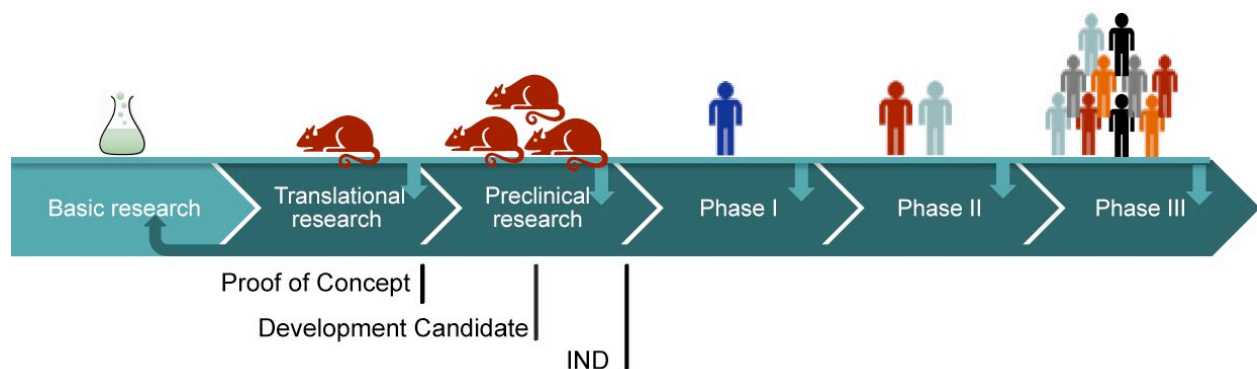 Basic research
Translational
research
Preclinical
research
Phase I
Phase II
Phase III
Proof of Concept
Development Candidate
IND